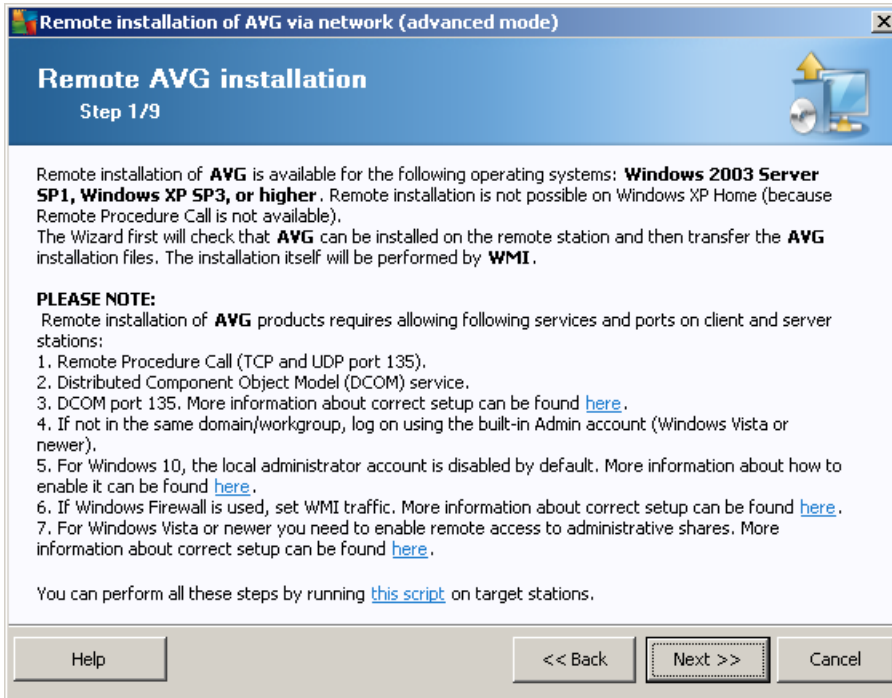 Remote installation of AVG via network (advanced mode)
Remote AVG installation
Step 1/9
Remote installation of AVG is available for the following operating systems: Windows 2003 Server
SP1, Windows XP SP3, or higher. Remote installation is not possible on Windows XP Home (because
Remote Procedure Call is not available).
The Wizard first will check that AVG can be installed on the remote station and then transfer the AVG
installation files. The installation itself will be performed by WMI.
PLEASE NOTE:
Remote installation of AVG products requires allowing following services and ports on client and server
stations:
1. Remote Procedure Call (TCP and UDP port 135).
2. Distributed Component Object Model (DCOM) service.
3. DCOM port 135. More information about correct setup can be found here.
4. If not in the same domain/workgroup, log on using the built-in Admin account (Windows Vista or
newer).
5. For Windows 10, the local administrator account is disabled by default. More information about how to
enable it can be found here.
6. If Windows Firewall is used, set WMI traffic. More information about correct setup can be found here.
7. For Windows Vista or newer you need to enable remote access to administrative shares. More
information about correct setup can be found here.
You can perform all these steps by running this script on target stations.
Help
<< Back
Next >>
Cancel